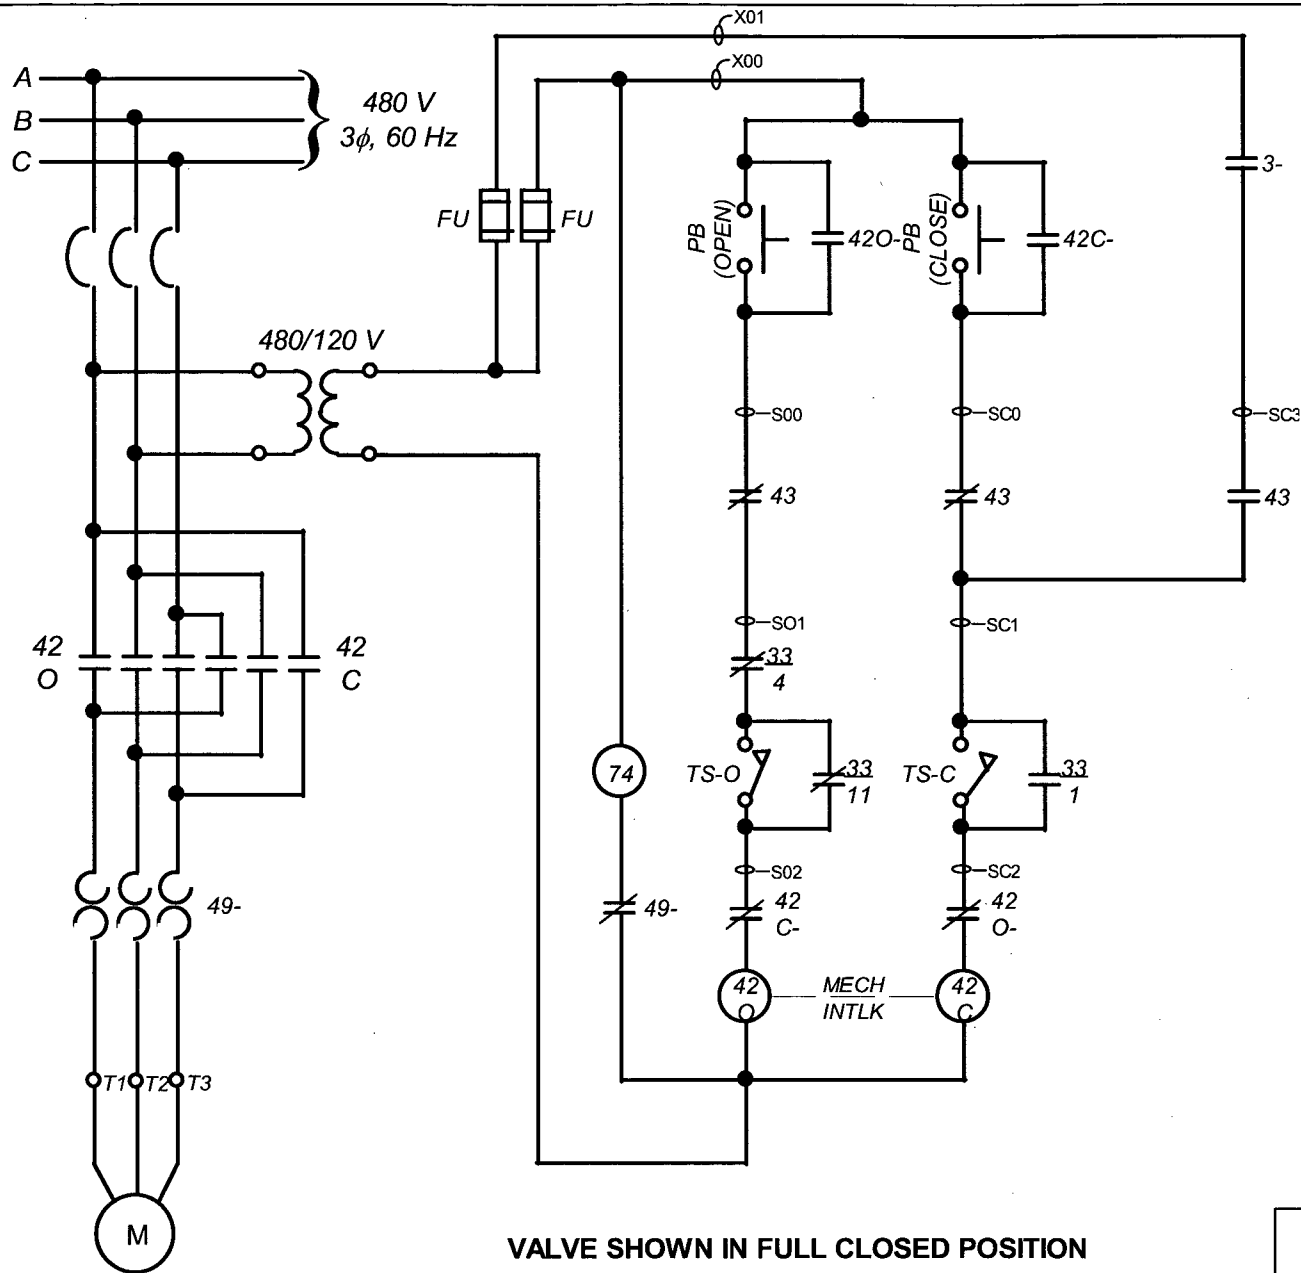 X01
X00
A
B
C
480 V
3ϕ, 60 Hz
FU
FU
PB
(OPEN)
42O-
PB
(CLOSE)
42C-
3-
480/120 V
S00
SC0
SC3
43
43
43
SO1
SC1
42
O
42
C
33
4
74
TS-O
33
11
TS-C
33
1
S02
SC2
49-
49-
42
C-
42
O-
42
O
MECH
INTLK
42
C
T1
T2
T3
M
VALVE SHOWN IN FULL CLOSED POSITION